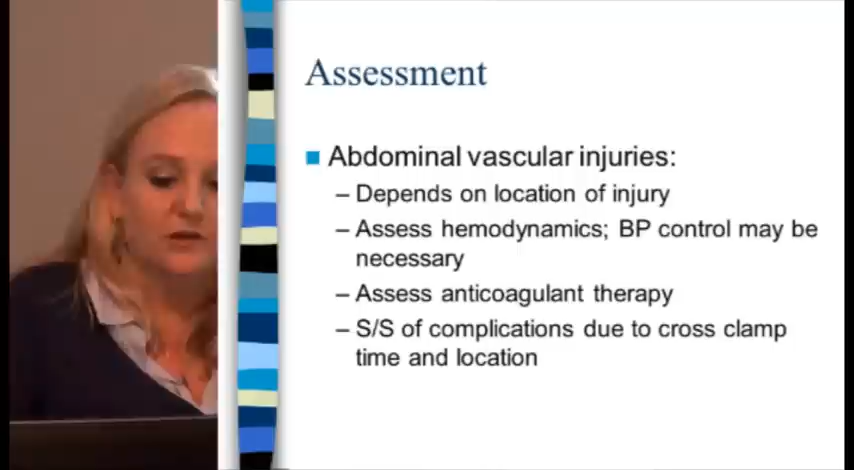 Assessment
Abdominal vascular injuries:
– Depends on location of injury
– Assess hemodynamics; BP control may be
necessary
– Assess anticoagulant therapy
– S/S of complications due to cross clamp
time and location